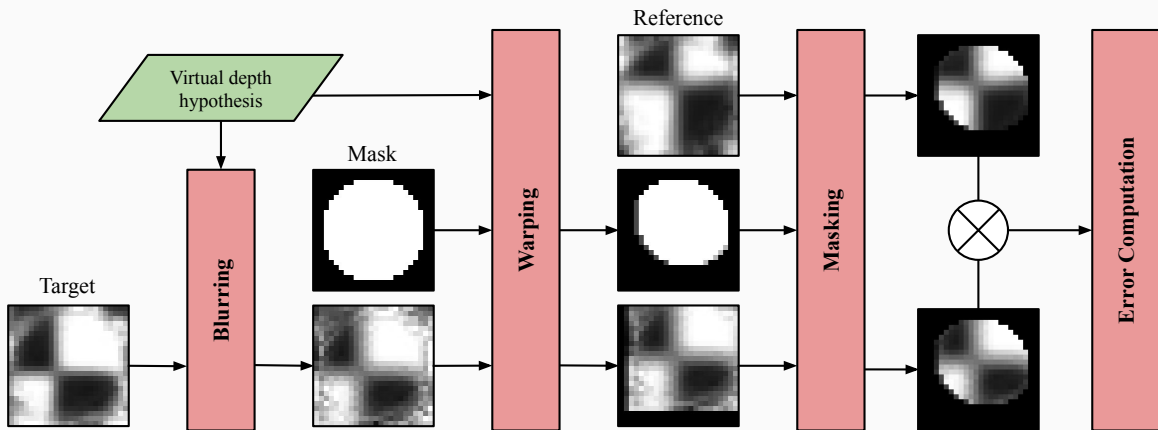 Reference
Virtual depth
hypothesis
Mask
Target
Blurring
Warping
Masking
Error Computation